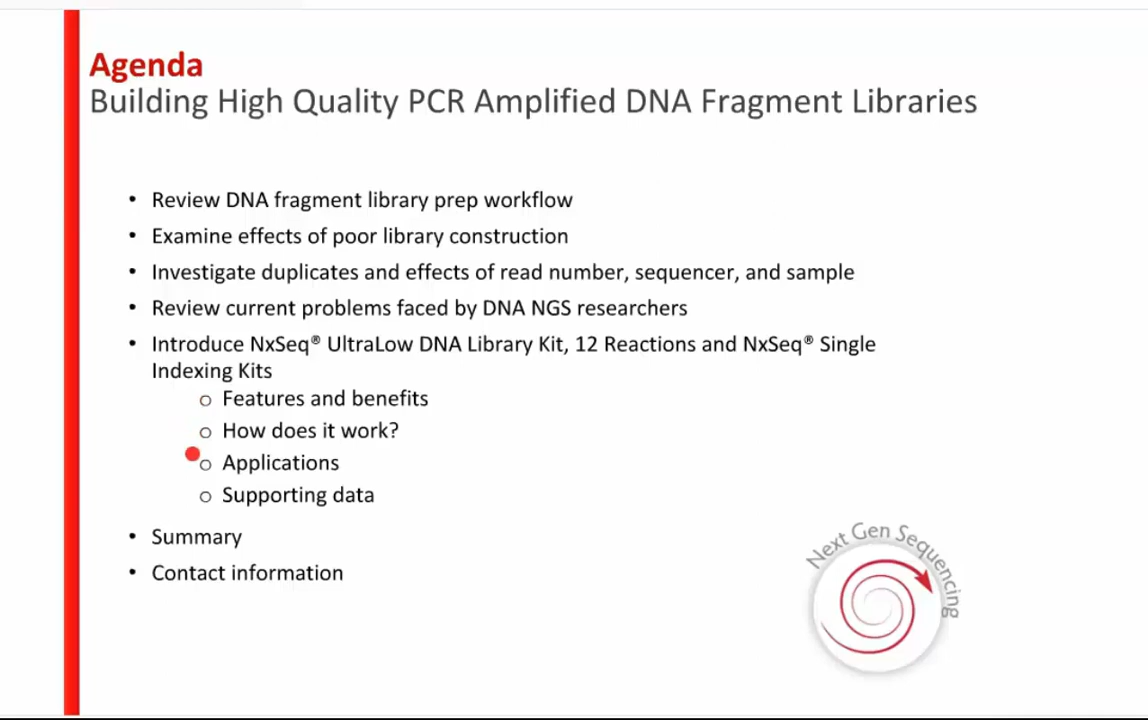 Agenda
Building High Quality PCR Amplified DNA Fragment Libraries
• Review DNA fragment library prep workflow
• Examine effects of poor library construction
• Investigate duplicates and effects of read number, sequencer, and sample
• Review current problems faced by DNA NGS researchers
• Introduce NxSeq® UltraLow DNA Library Kit, 12 Reactions and NxSeq® Single
Indexing Kits
o Features and benefits
o How does it work?
o Applications
o Supporting data
• Summary
• Contact information
Next Gen Sequencing